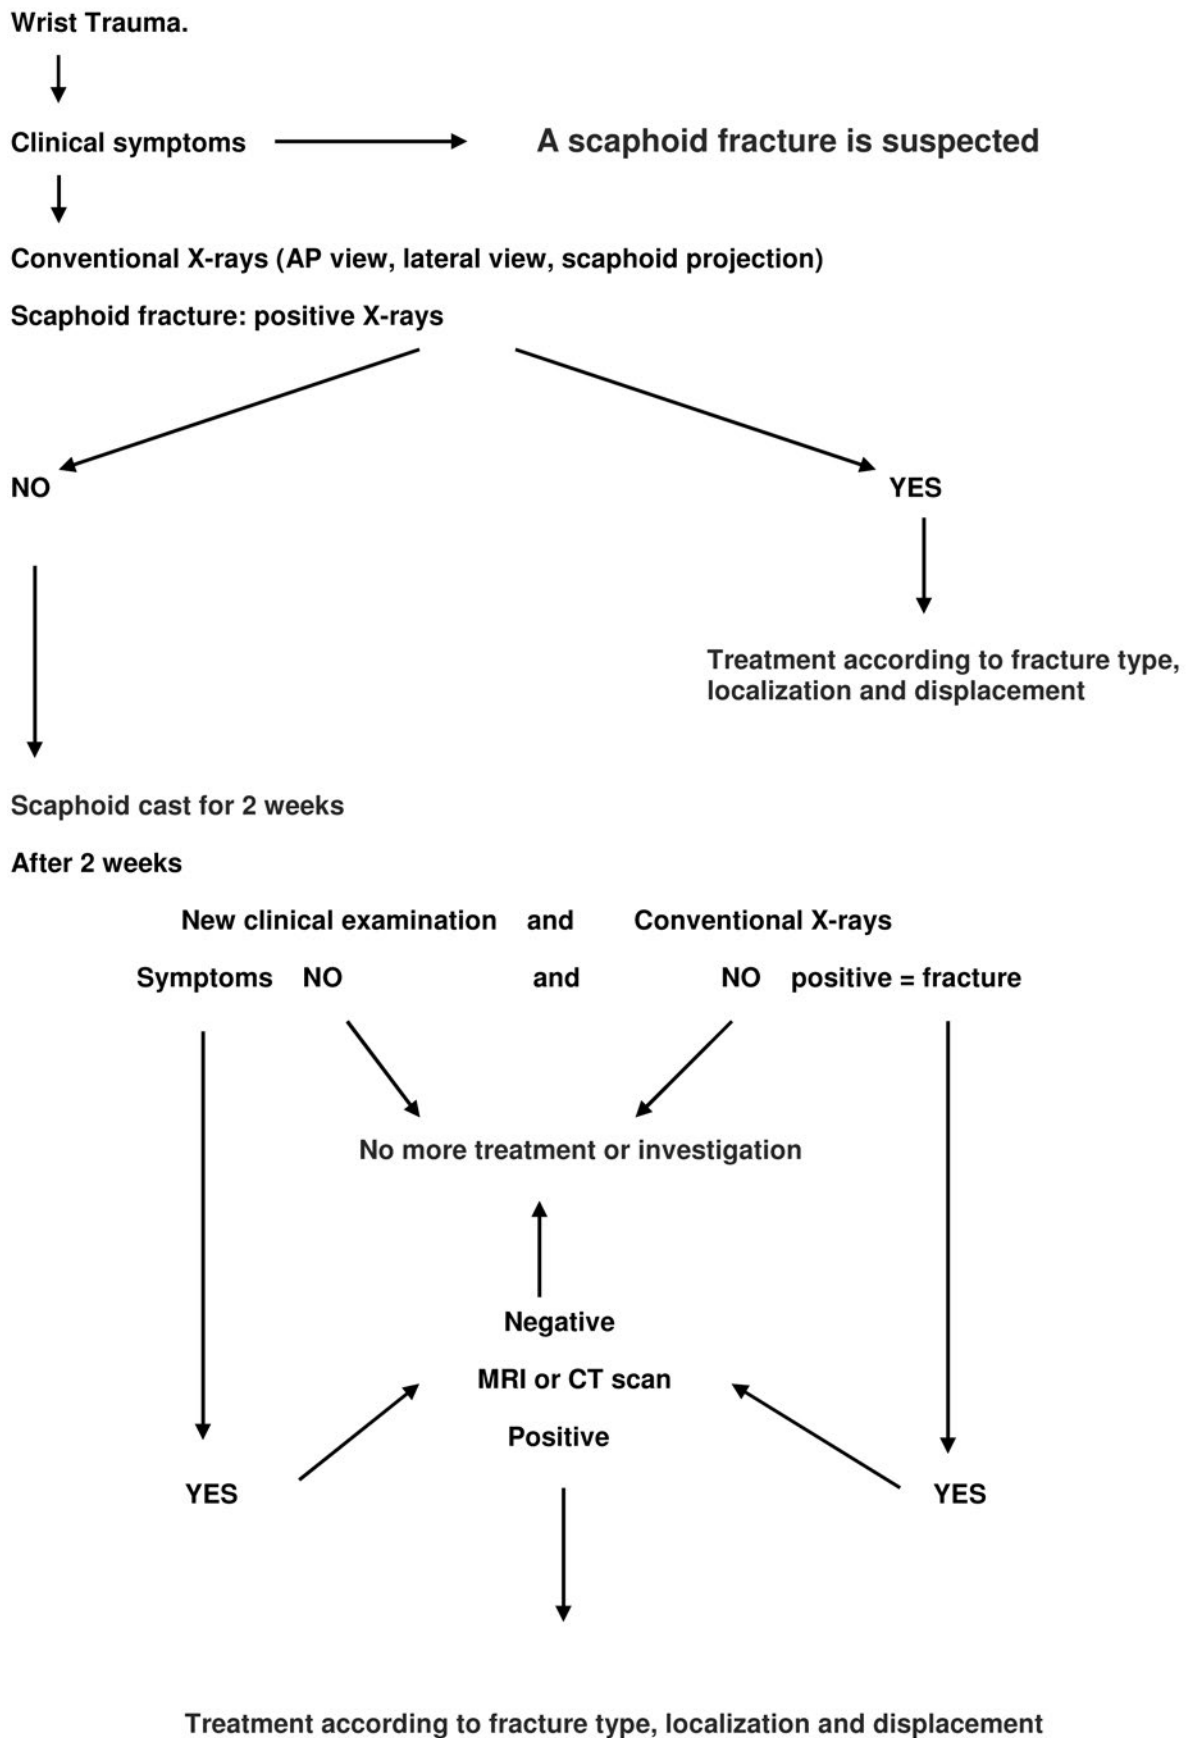 Wrist Trauma.
Clinical symptoms
A scaphoid fracture is suspected
Conventional X-rays (AP view, lateral view, scaphoid projection)
Scaphoid fracture: positive X-rays
NO
YES
Treatment according to fracture type,
localization and displacement
Scaphoid cast for 2 weeks
After 2 weeks
New clinical examination and Conventional X-rays
Symptoms NO and NO positive = fracture
No more treatment or investigation
Negative
MRI or CT scan
Positive
YES
YES
Treatment according to fracture type, localization and displacement